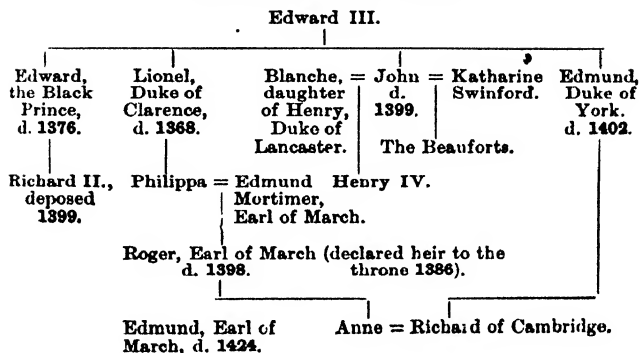 Edward III.
Edward, Lionel, Blanche, = John = Katharine Edmund,
the Black Duke of daughter d. Swinford. Duke of
Prince, Clarence, of Henry, 1399. York.
d. 1376. d. 1368. Duke of d. 1402.
Lancaster. The Beauforts.
Richard II., Philippa = Edmund Henry IV.
deposed Mortimer,
1399. Earl of March.
Roger, Earl of March (declared heir to the
d. 1398. throne 1386).
Edmund, Earl of Anne = Richard of Cambridge.
March, d. 1424.